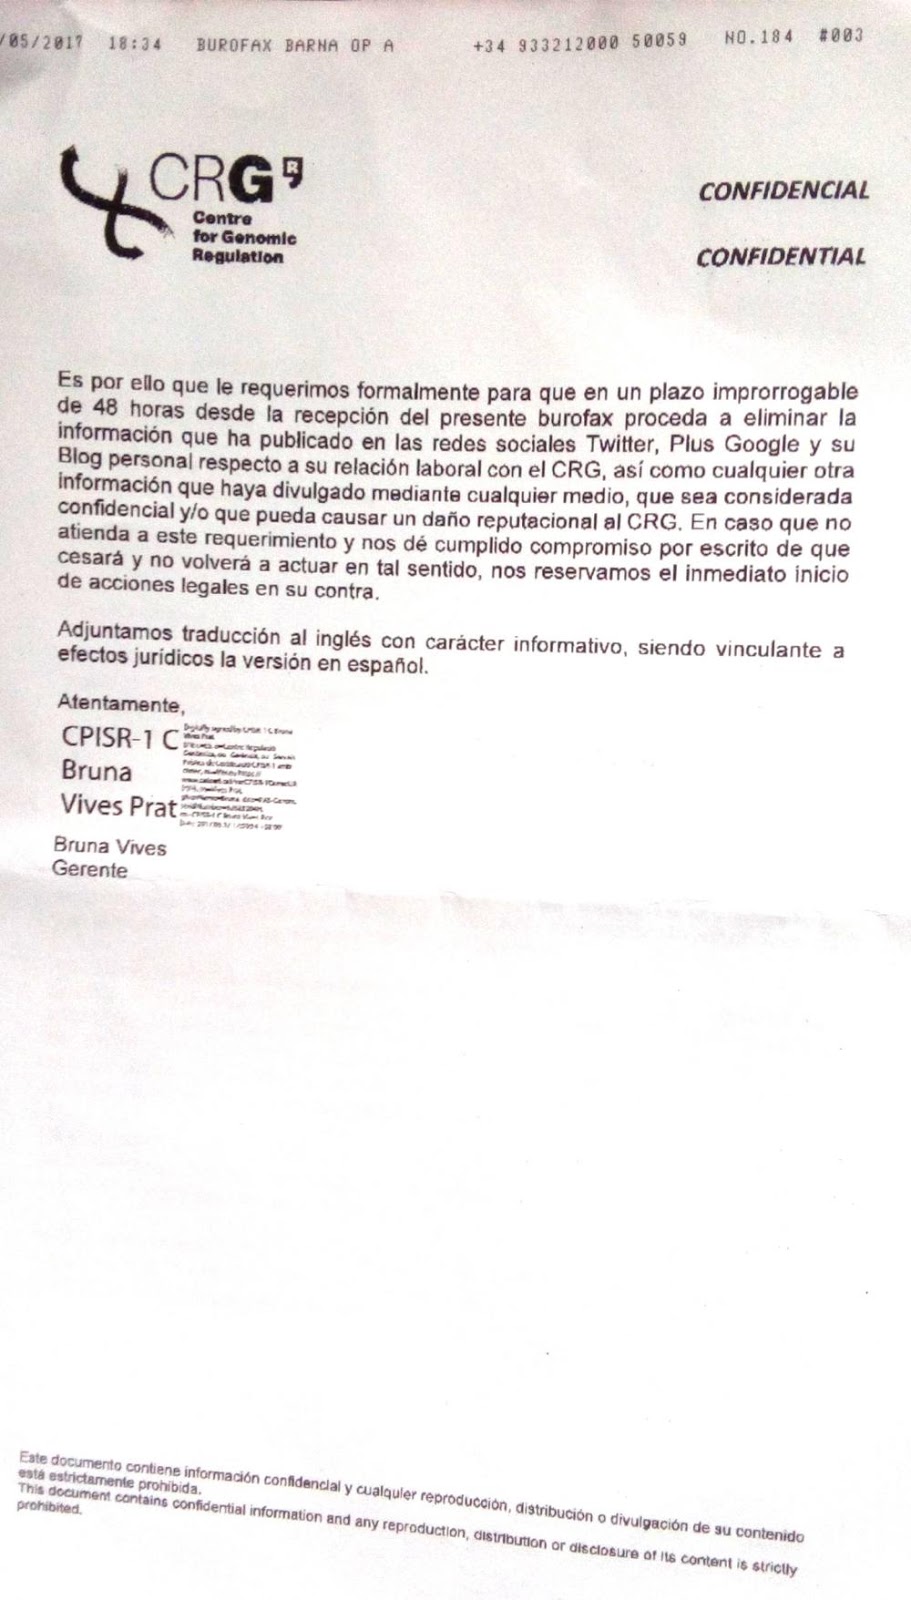 /05/2017 18:34 BUROFAX BARNA OP A +34 933212000 50059 NO.184 #003
CRG
R
Centre
for Genomic
Regulation
CONFIDENCIAL
CONFIDENTIAL
Es por ello que le requerimos formalmente para que en un plazo improrrogable
de 48 horas desde la recepción del presente burofax proceda a eliminar la
información que ha publicado en las redes sociales Twitter, Plus Google y su
Blog personal respecto a su relación laboral con el CRG, así como cualquier otra
información que haya divulgado mediante cualquier medio, que sea considerada
confidencial y/o que pueda causar un daño reputacional al CRG. En caso que no
atienda a este requerimiento y nos dé cumplido compromiso por escrito de que
cesará y no volverá a actuar en tal sentido, nos reservamos el inmediato inicio
de acciones legales en su contra.
Adjuntamos traducción al inglés con carácter informativo, siendo vinculante a
efectos jurídicos la versión en español.
Atentamente,
CPISR-1 C
Bruna
Vives Prat
Digitally signed by CPISR-1 C Bruna
Vives Prat
Bruna Vives
Gerente
Este documento contiene información confidencial y cualquier reproducción, distribución o divulgación de su contenido
está estrictamente prohibida.
This document contains confidential information and any reproduction, distribution or disclosure of its content is strictly
prohibited.